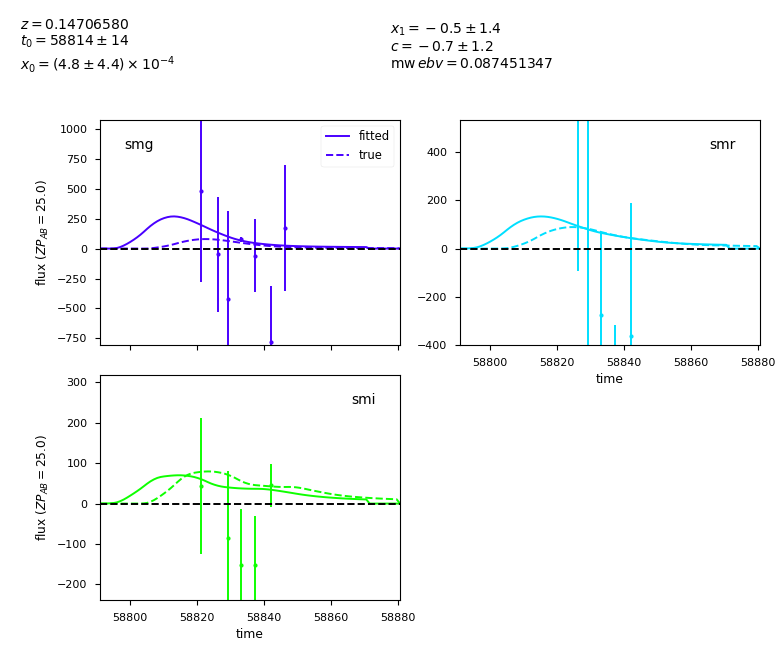 z = 0.14706580
t₀ = 58814 ± 14
x₀ = (4.8 ± 4.4) × 10⁻⁴
x₁ = −0.5 ± 1.4
c = −0.7 ± 1.2
mw ebv = 0.087451347
smg
fitted
true
1000
750
500
250
0
−250
−500
−750
flux (ZP_AB = 25.0)
smr
400
200
0
−200
−400
58800 58820 58840 58860 58880
time
smi
300
200
100
0
−100
−200
flux (ZP_AB = 25.0)
58800 58820 58840 58860 58880
time